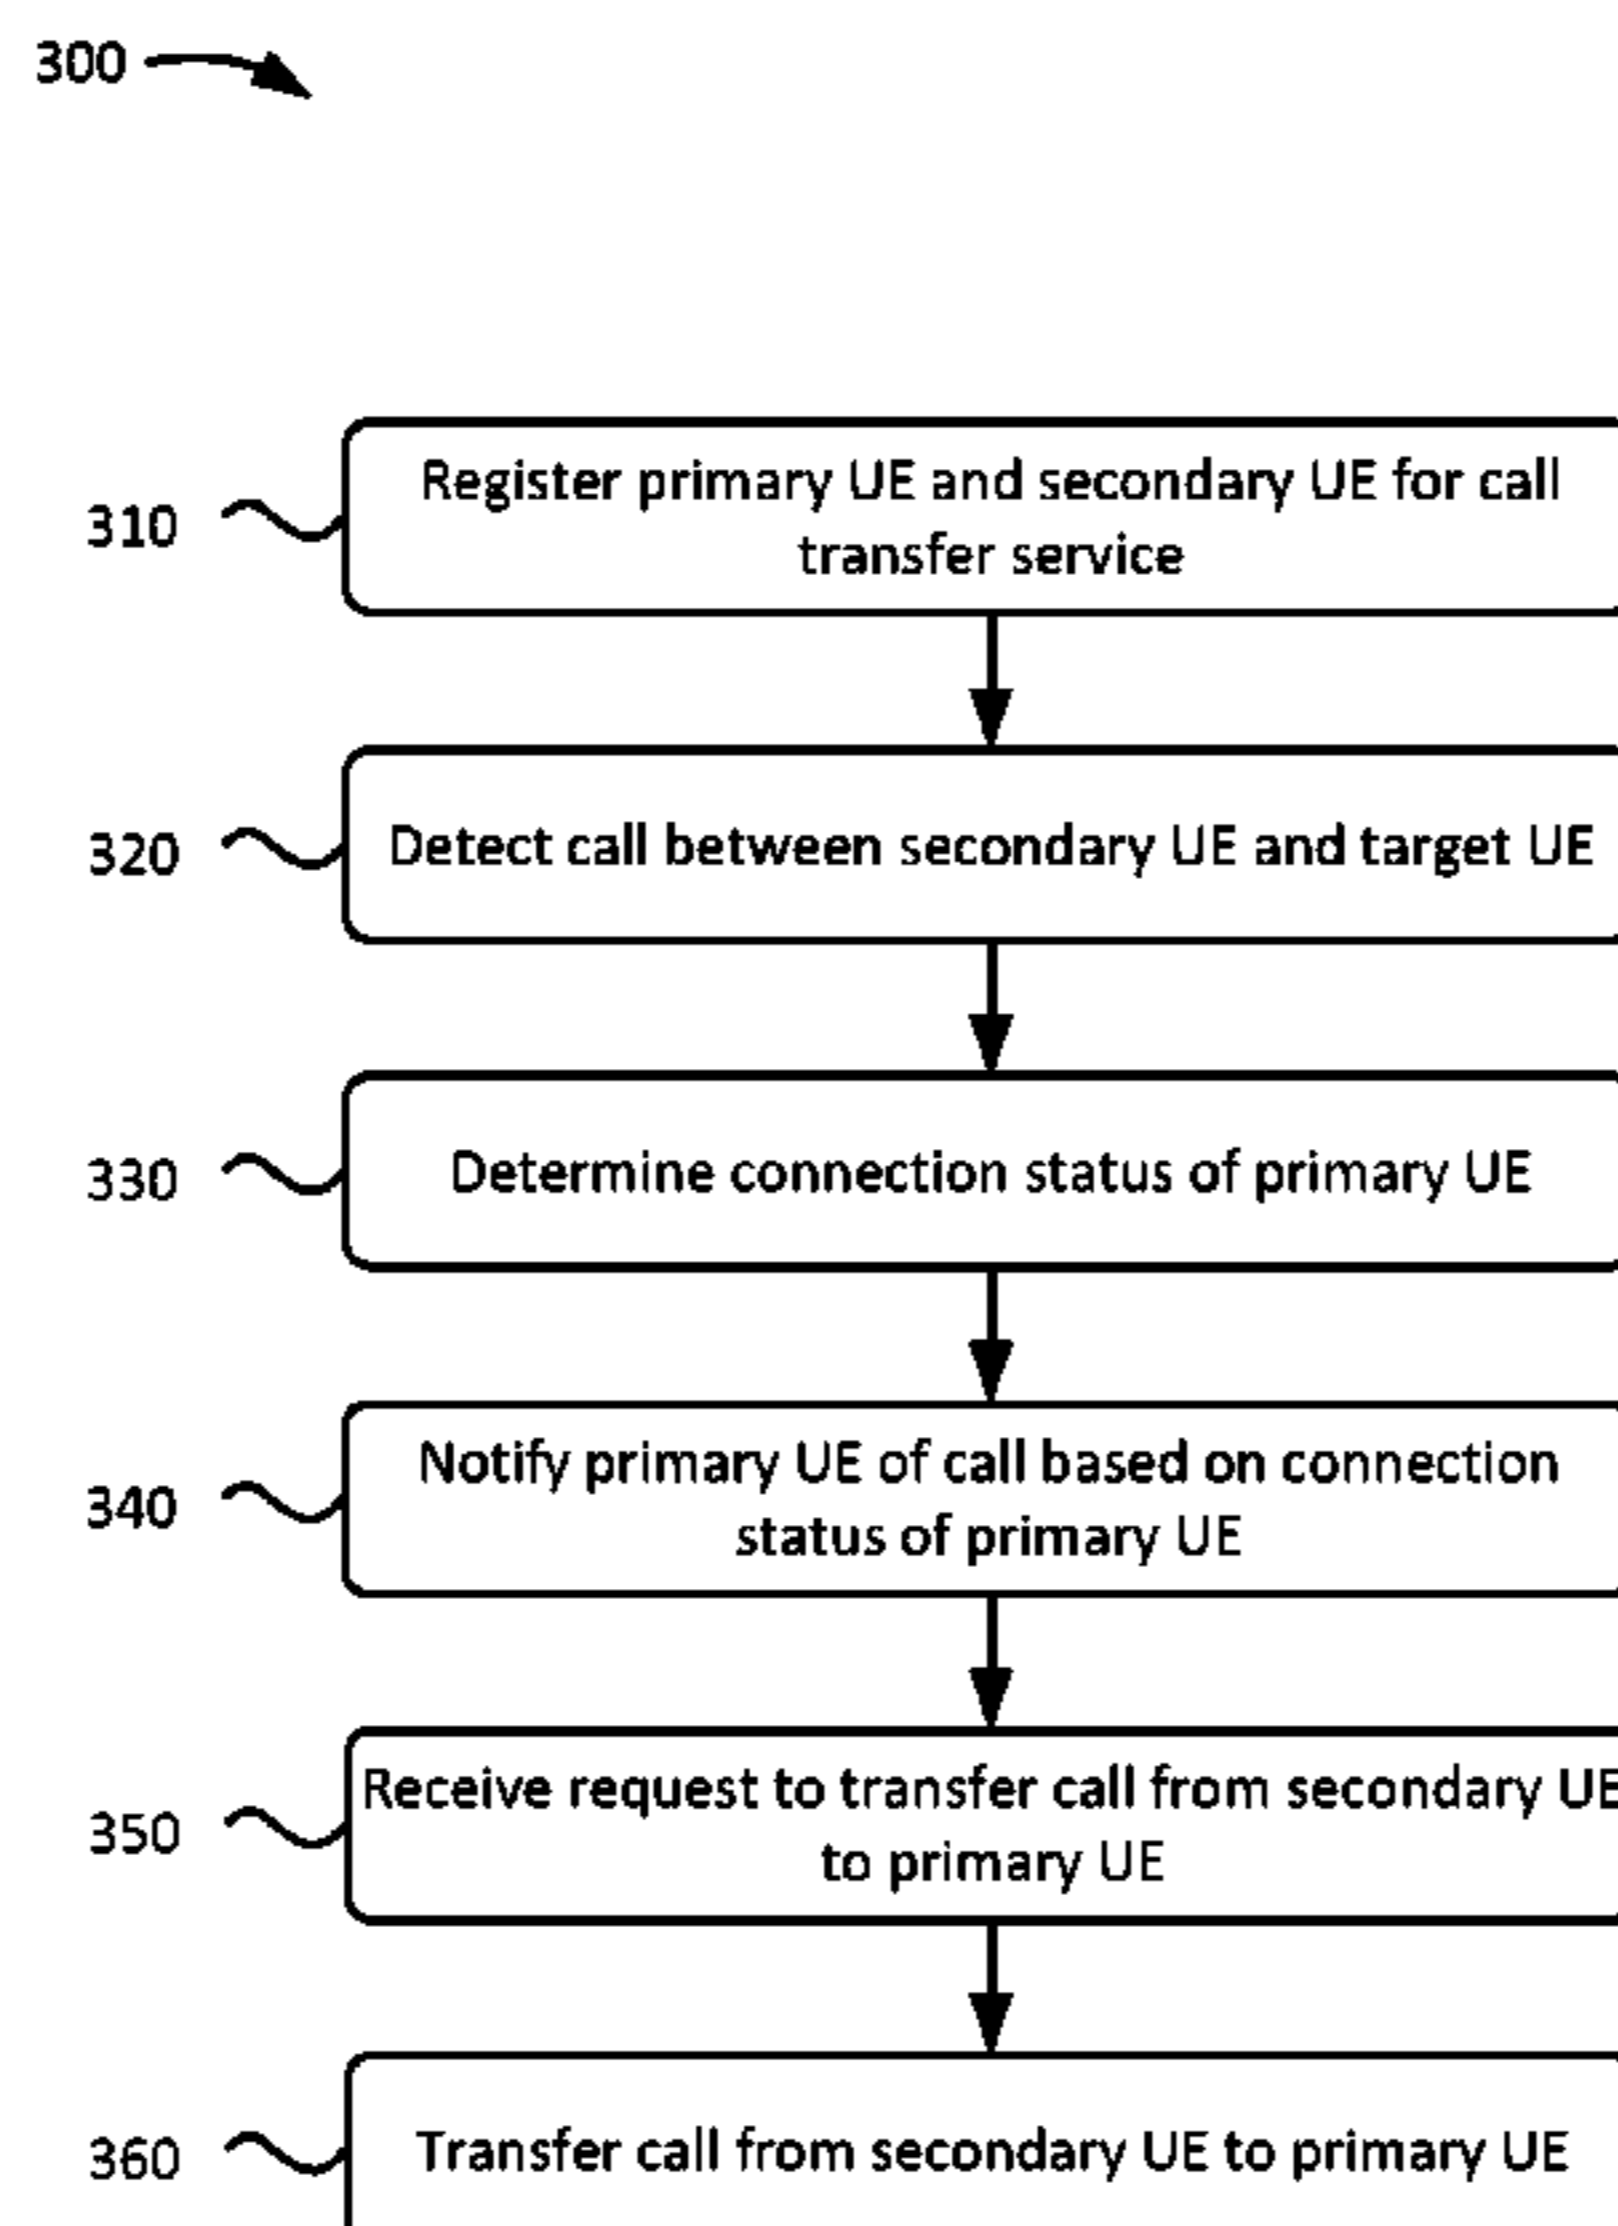 300
310
Register primary UE and secondary UE for call
transfer service
320
Detect call between secondary UE and target UE
330
Determine connection status of primary UE
340
Notify primary UE of call based on connection
status of primary UE
350
Receive request to transfer call from secondary UE
to primary UE
360
Transfer call from secondary UE to primary UE